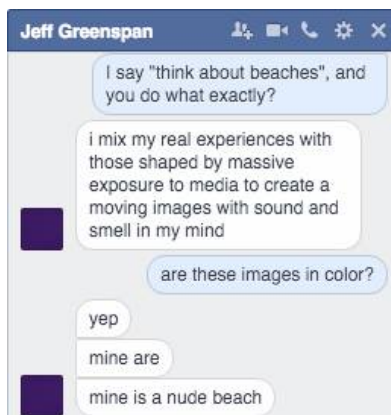 Jeff Greenspan
I say "think about beaches", and
you do what exactly?
i mix my real experiences with
those shaped by massive
exposure to media to create a
moving images with sound and
smell in my mind
are these images in color?
yep
mine are
mine is a nude beach